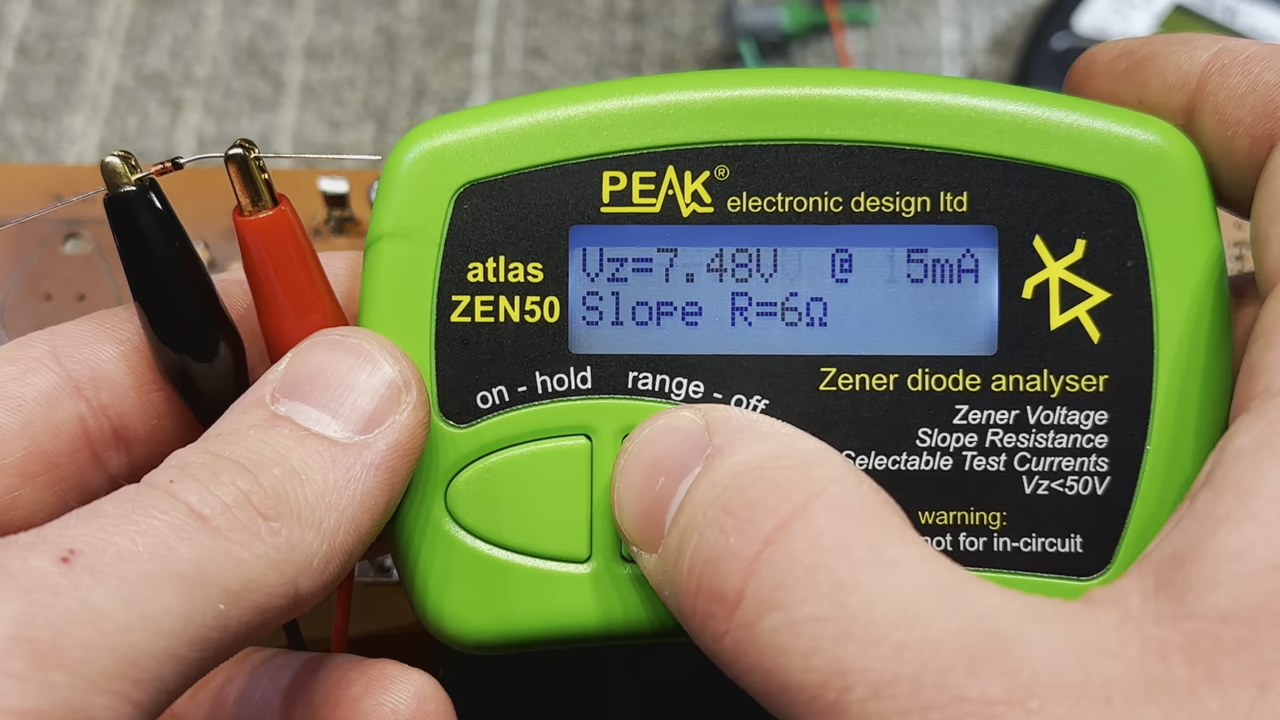 PEAK® electronic design ltd
atlas
ZEN50
Vz=7.48V @ 5mA
Slope R=6Ω
on - hold range - off
Zener diode analyser
Zener Voltage
Slope Resistance
Selectable Test Currents
Vz<50V
warning:
not for in-circuit